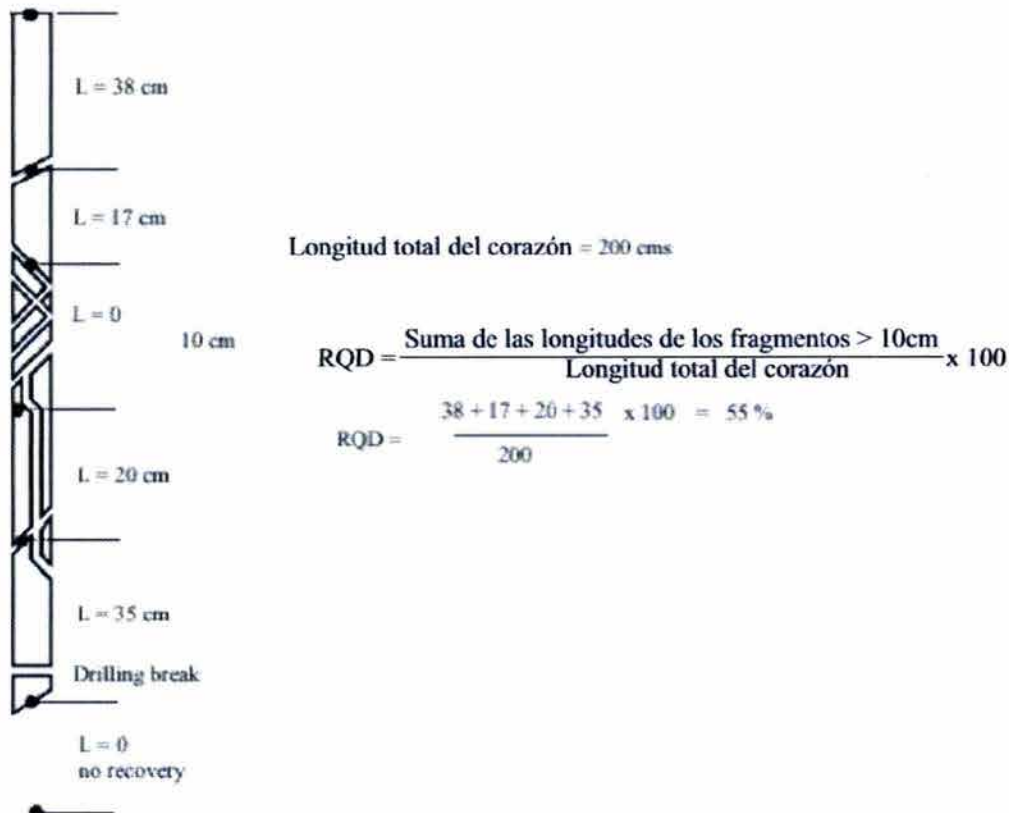 L = 38 cm
L = 17 cm
L = 0
10 cm
L = 20 cm
L = 35 cm
Drilling break
L = 0
no recovery
Longitud total del corazón = 200 cms
RQD = Suma de las longitudes de los fragmentos > 10cm x 100
Longitud total del corazón
RQD = 38 + 17 + 20 + 35 x 100 = 55 %
200